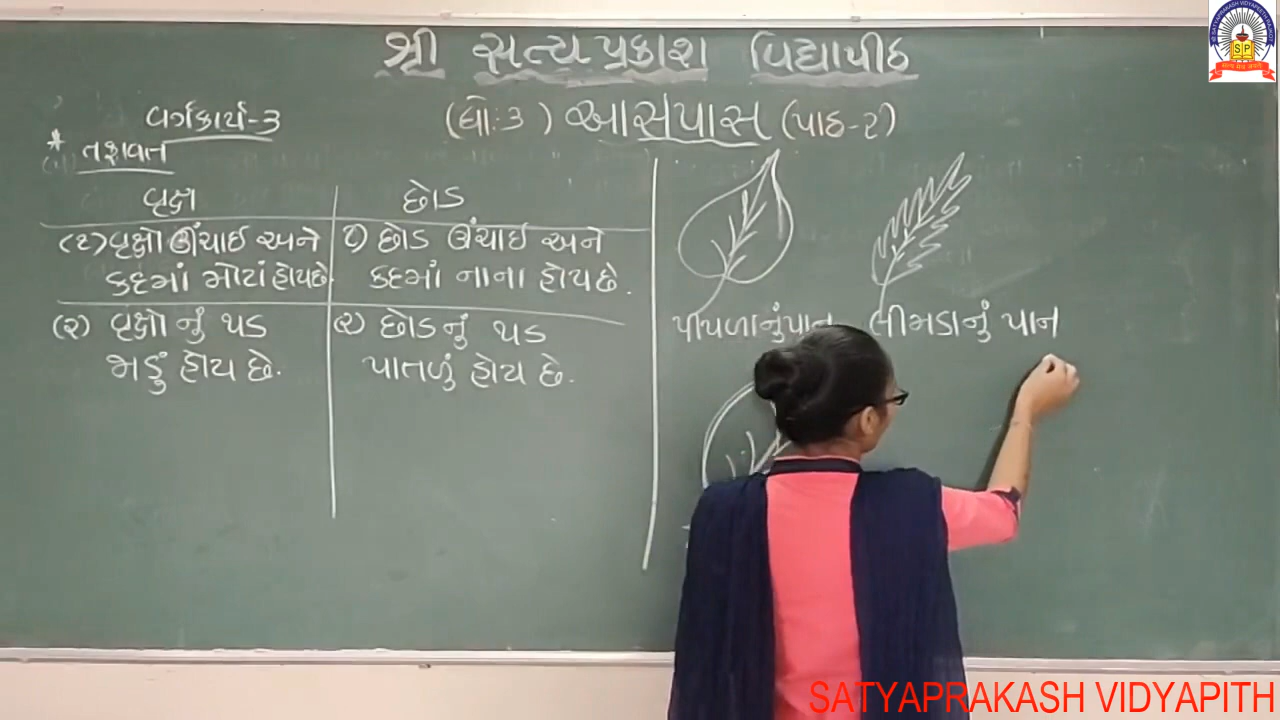 શ્રી સત્ય પ્રકાશ વિદ્યાપીઠ
(ધો:૩) આસપાસ (પાઠ-૨)
વર્ગકાર્ય-૩
* તફાવત
વૃક્ષ
(૧) વૃક્ષો ઊંચાઈ અને
કદમાં મોટાં હોય છે.
(૨) વૃક્ષો નું થડ
જાડું હોય છે.
છોડ
૧) છોડ ઊંચાઇ અને
કદમાં નાના હોય છે.
(૨) છોડનું થડ
પાતળું હોય છે.
પીપળાનું પાન
લીમડાનું પાન
SP
SATYAPRAKASH VIDYAPITH